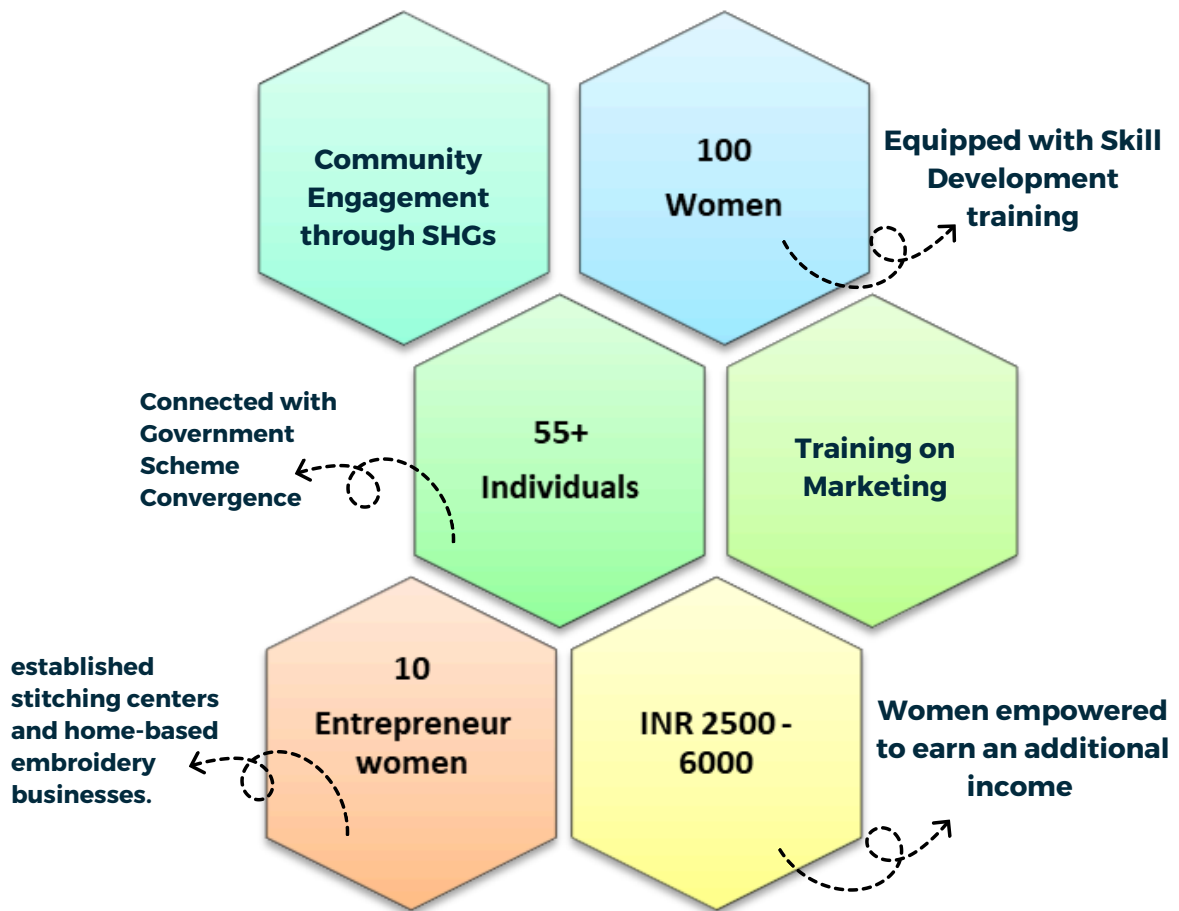 Community
Engagement
through SHGs
100
Women
Equipped with Skill
Development
training
Connected with
Government
Scheme
Convergence
55+
Individuals
Training on
Marketing
established
stitching centers
and home-based
embroidery
businesses.
10
Entrepreneur
women
INR 2500 -
6000
Women empowered
to earn an additional
income